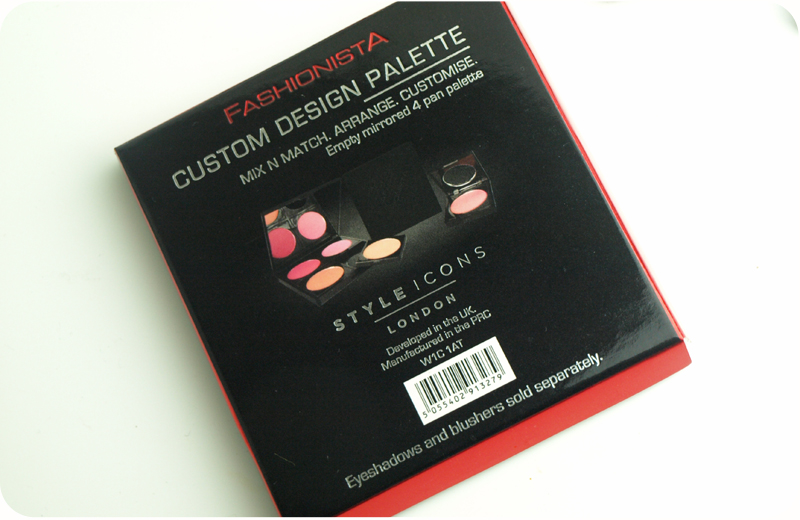 FASHIONISTA
CUSTOM DESIGN PALETTE
MIX N MATCH. ARRANGE. CUSTOMISE.
Empty mirrored 4 pan palette
STYLE ICONS
LONDON
Developed in the UK.
Manufactured in the PRC
W1C 1AT
5 055402 913279
Eyeshadows and blushers sold separately.